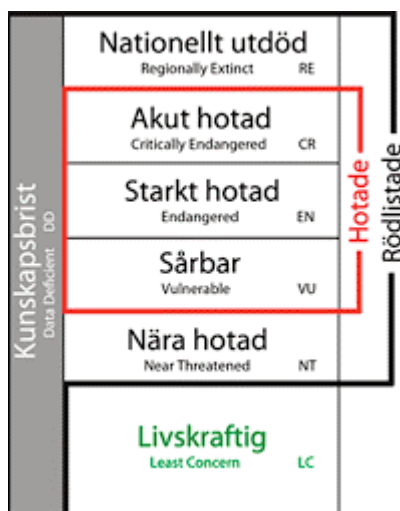 Nationellt utdöd
Regionally Extinct RE
Akut hotad
Critically Endangered CR
Starkt hotad
Endangered EN
Sårbar
Vulnerable VU
Nära hotad
Near Threatened NT
Livskraftig
Least Concern LC
Kunskapsbrist
Data Deficient DD
Hotade
Rödlistade